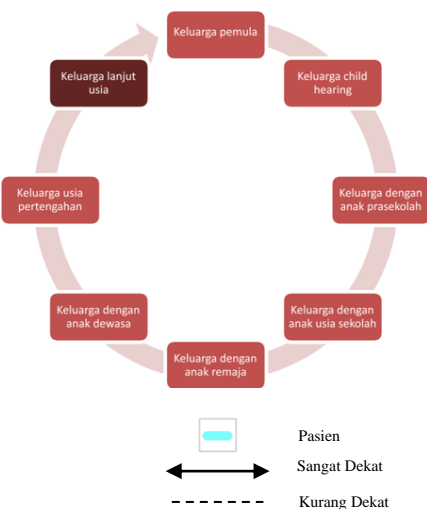 Keluarga pemula
Keluarga child
hearing
Keluarga dengan
anak prasekolah
Keluarga dengan
anak usia sekolah
Keluarga dengan
anak remaja
Keluarga dengan
anak dewasa
Keluarga usia
pertengahan
Keluarga lanjut
usia
Pasien
Sangat Dekat
Kurang Dekat